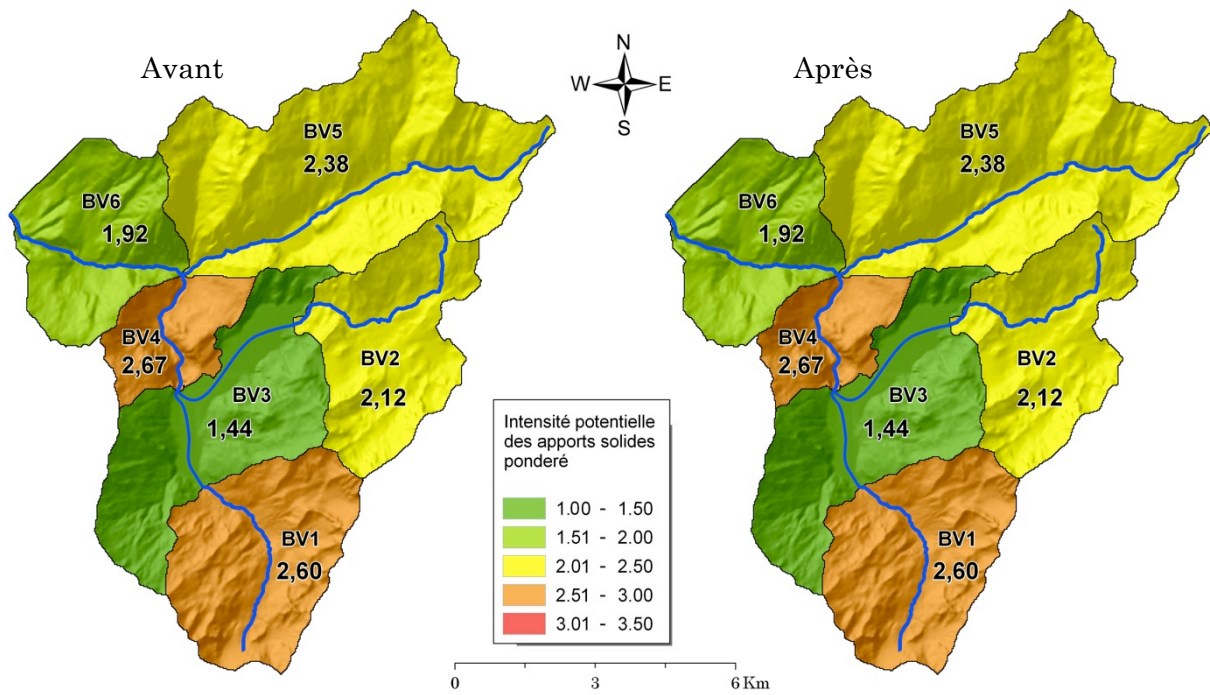 Avant
Après
N
W
E
S
BV5
2,38
BV6
1,92
BV4
2,67
BV3
1,44
BV2
2,12
BV1
2,60
BV5
2,38
BV6
1,92
BV4
2,67
BV3
1,44
BV2
2,12
BV1
2,60
Intensité potentielle
des apports solides
ponderé
1.00 - 1.50
1.51 - 2.00
2.01 - 2.50
2.51 - 3.00
3.01 - 3.50
0 3 6 Km